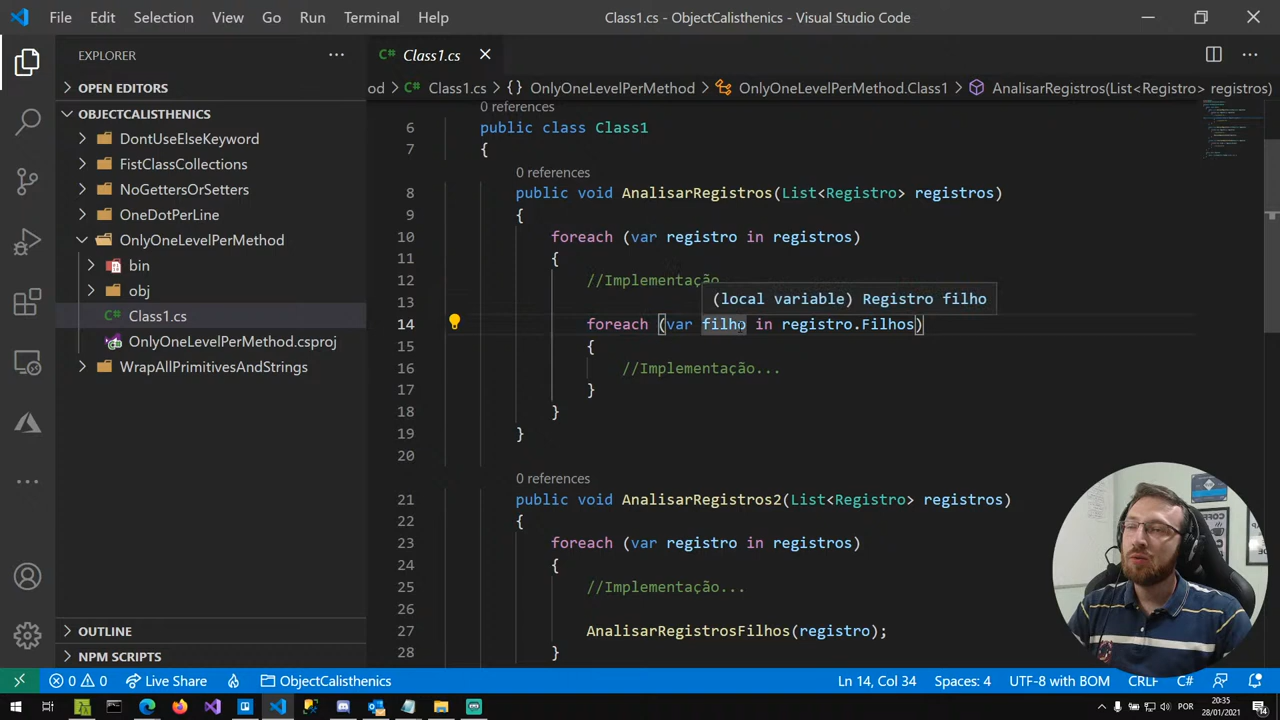 File Edit Selection View Go Run Terminal Help
Class1.cs - ObjectCalisthenics - Visual Studio Code
EXPLORER
OPEN EDITORS
OBJECTCALISTHENICS
DontUseElseKeyword
FistClassCollections
NoGettersOrSetters
OneDotPerLine
OnlyOneLevelPerMethod
bin
obj
C# Class1.cs
OnlyOneLevelPerMethod.csproj
WrapAllPrimitivesAndStrings
OUTLINE
NPM SCRIPTS
C# Class1.cs
od > C# Class1.cs > {} OnlyOneLevelPerMethod > OnlyOneLevelPerMethod.Class1 > AnalisarRegistros(List<Registro> registros)
0 references
6 public class Class1
7 {
0 references
8 public void AnalisarRegistros(List<Registro> registros)
9 {
10 foreach (var registro in registros)
11 {
12 //Implementação
(local variable) Registro filho
13
14 foreach (var filho in registro.Filhos)
15 {
16 //Implementação...
17 }
18 }
19 }
20
0 references
21 public void AnalisarRegistros2(List<Registro> registros)
22 {
23 foreach (var registro in registros)
24 {
25 //Implementação...
26
27 AnalisarRegistrosFilhos(registro);
28 }
0 0 Live Share ObjectCalisthenics Ln 14, Col 34 Spaces: 4 UTF-8 with BOM CRLF C#
POR
20:35
28/01/2021
14